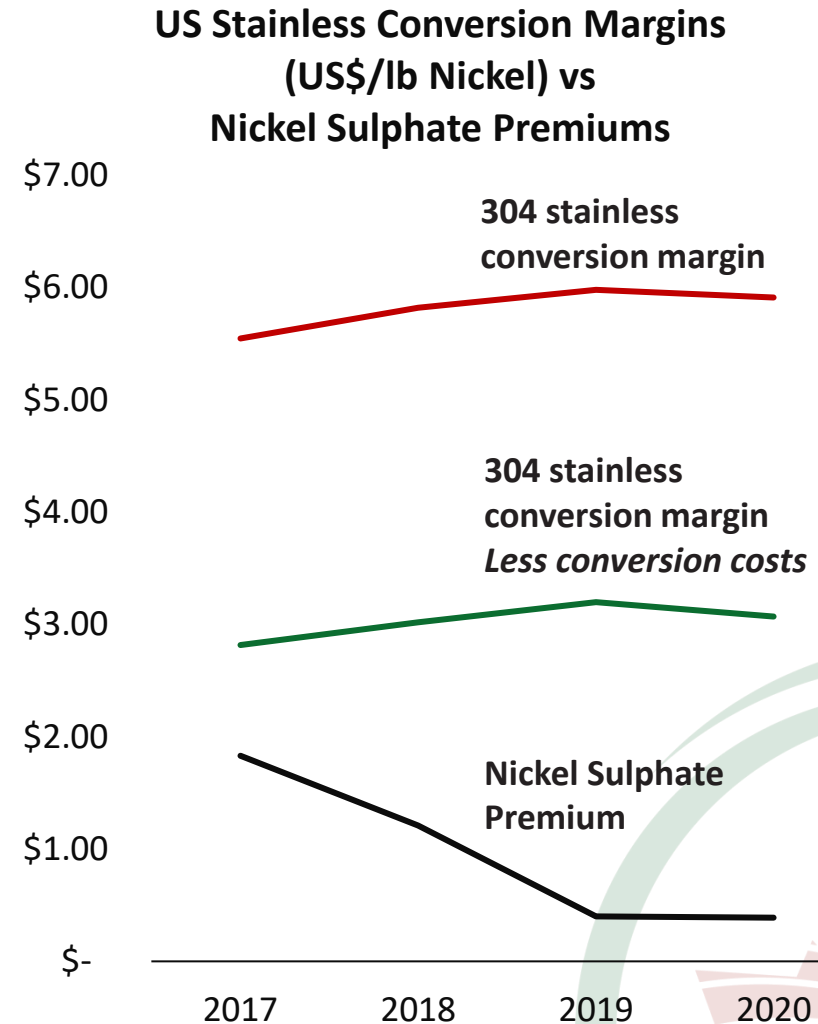 US Stainless Conversion Margins
(US$/lb Nickel) vs
Nickel Sulphate Premiums
$7.00
304 stainless
conversion margin
$6.00
$5.00
304 stainless
conversion margin
Less conversion costs
$4.00
$3.00
$2.00
Nickel Sulphate
Premium
$1.00
$-
2017 2018 2019 2020